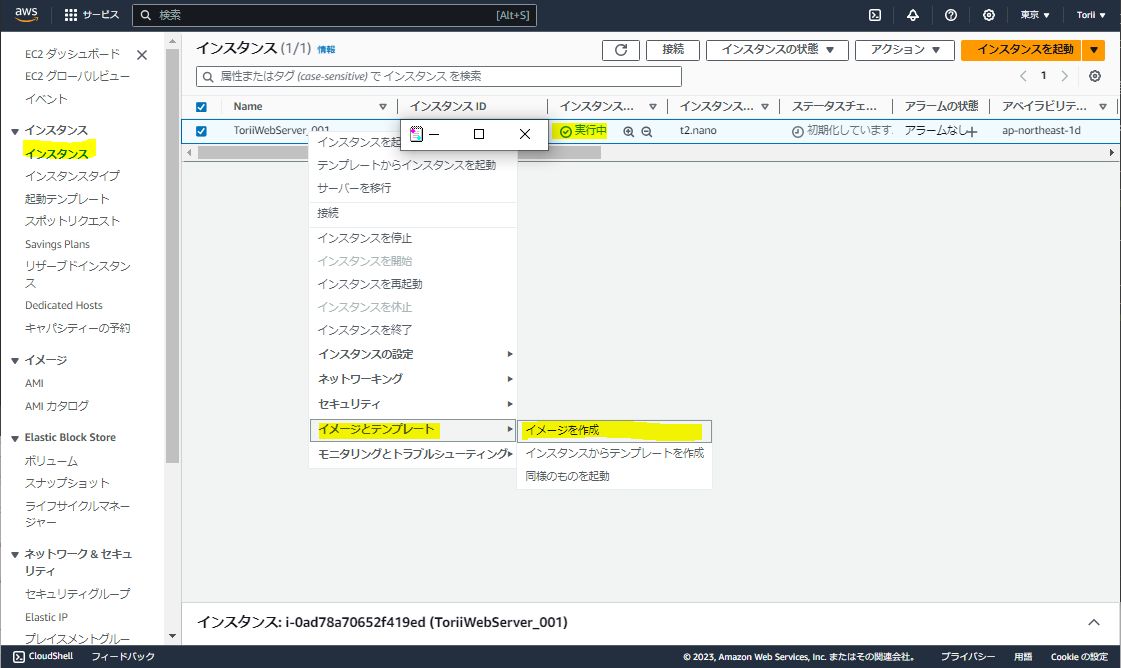 aws サービス 検索 [Alt+S] 東京 ▼ Torii ▼
EC2 ダッシュボード
EC2 グローバルビュー
イベント
▼ インスタンス
インスタンス
インスタンスタイプ
起動テンプレート
スポットリクエスト
Savings Plans
リザーブドインスタン
ス
Dedicated Hosts
キャパシティーの予約
▼ イメージ
AMI
AMI カタログ
▼ Elastic Block Store
ボリューム
スナップショット
ライフサイクルマネー
ジャー
▼ ネットワーク & セキュ
リティ
セキュリティグループ
Elastic IP
プレイスメントグルー
インスタンス (1/1) 情報
接続 インスタンスの状態 ▼ アクション ▼ インスタンスを起動 ▼
属性またはタグ (case-sensitive) で インスタンス を検索
1
Name インスタンス ID インスタンス... インスタンス... ステータスチェ... アラームの状態 アベイラビリテ...
ToriiWebServer_001 実行中 t2.nano 初期化しています. アラームなし ap-northeast-1d
インスタンスを起
テンプレートからインスタンスを起動
サーバーを移行
接続
インスタンスを停止
インスタンスを開始
インスタンスを再起動
インスタンスを休止
インスタンスを終了
インスタンスの設定
ネットワーキング
セキュリティ
イメージとテンプレート
モニタリングとトラブルシューティング
イメージを作成
インスタンスからテンプレートを作成
同様のものを起動
インスタンス: i-0ad78a70652f419ed (ToriiWebServer_001)
CloudShell フィードバック © 2023, Amazon Web Services, Inc. またはその関連会社。 プライバシー 用語 Cookie の設定